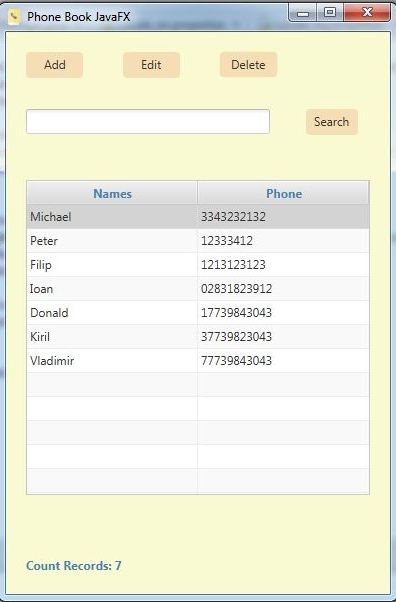 Phone Book JavaFX
Add Edit Delete
Search
Names Phone
Michael 3343232132
Peter 12333412
Filip 1213123123
Ioan 02831823912
Donald 17739843043
Kiril 37739823043
Vladimir 77739843043
Count Records: 7